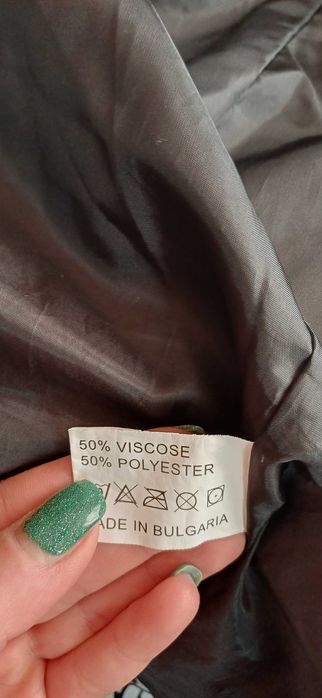 50% VISCOSE
50% POLYESTER
ADE IN BULGARIA